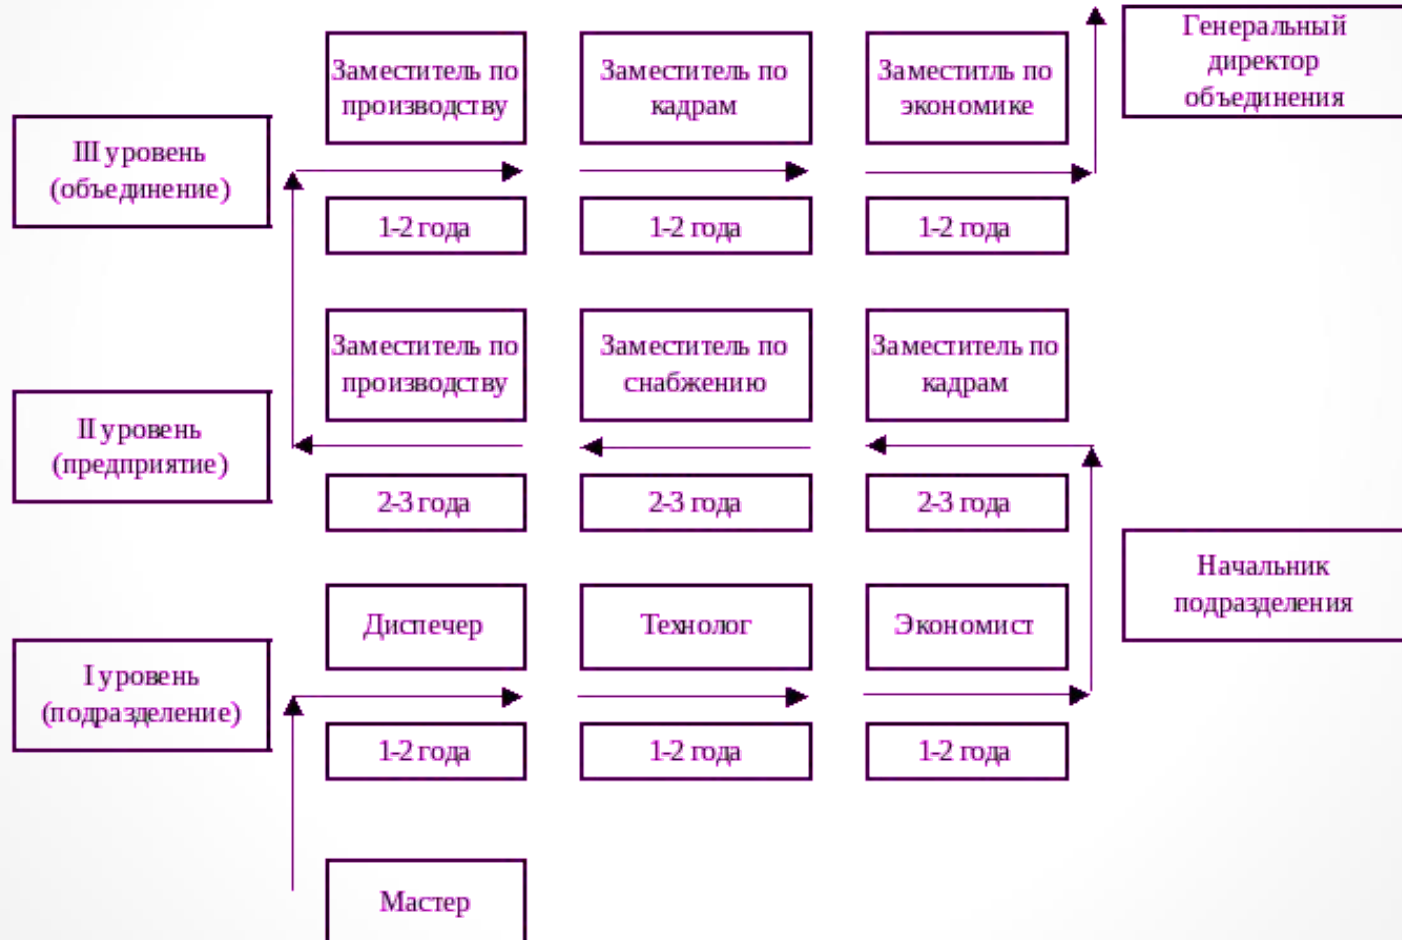 Генеральный
директор
объединения
Заместитель по
производству
Заместитель по
кадрам
Заместитль по
экономике
III уровень
(объединение)
1-2 года
1-2 года
1-2 года
Заместитель по
производству
Заместитель по
снабжению
Заместитель по
кадрам
II уровень
(предприятие)
2-3 года
2-3 года
2-3 года
Начальник
подразделения
Диспечер
Технолог
Экономист
I уровень
(подразделение)
1-2 года
1-2 года
1-2 года
Мастер